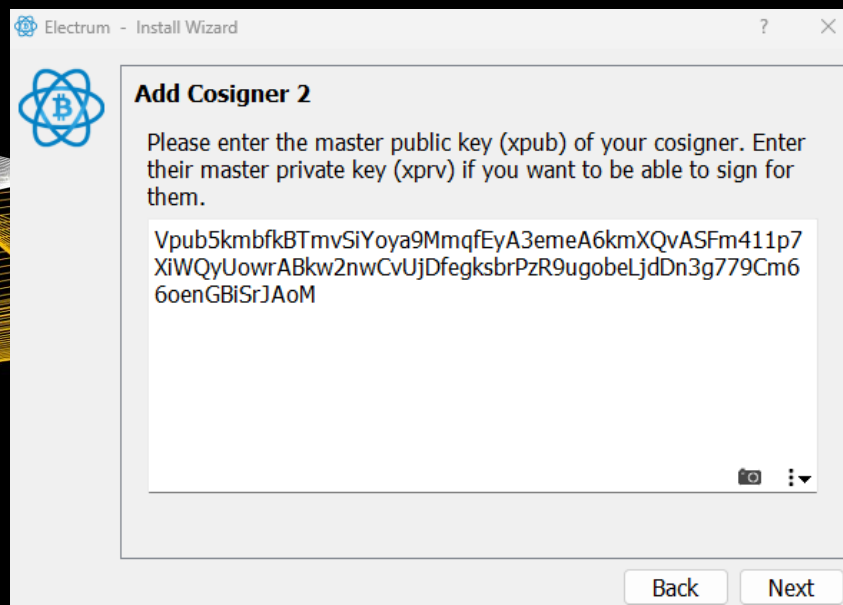 Electrum - Install Wizard
Add Cosigner 2
Please enter the master public key (xpub) of your cosigner. Enter
their master private key (xprv) if you want to be able to sign for
them.
Vpub5kmbfkBTmvSiYoya9MmqfEyA3emeA6kmXQvASFm411p7
XiWQyUowrABkw2nwCvUjDfegksbrPzR9ugobeLjdDn3g779Cm6
6oenGBiSrJAoM
Back Next